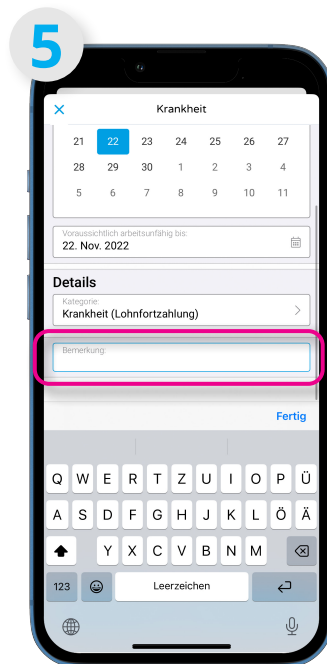 5
Krankheit
21 22 23 24 25 26 27
28 29 30 1 2 3 4
5 6 7 8 9 10 11
Voraussichtlich arbeitsunfähig bis:
22. Nov. 2022
Details
Kategorie:
Krankheit (Lohnfortzahlung)
Bemerkung:
Fertig
Q W E R T Z U I O P Ü
A S D F G H J K L Ö Ä
Y X C V B N M
123 Leerzeichen